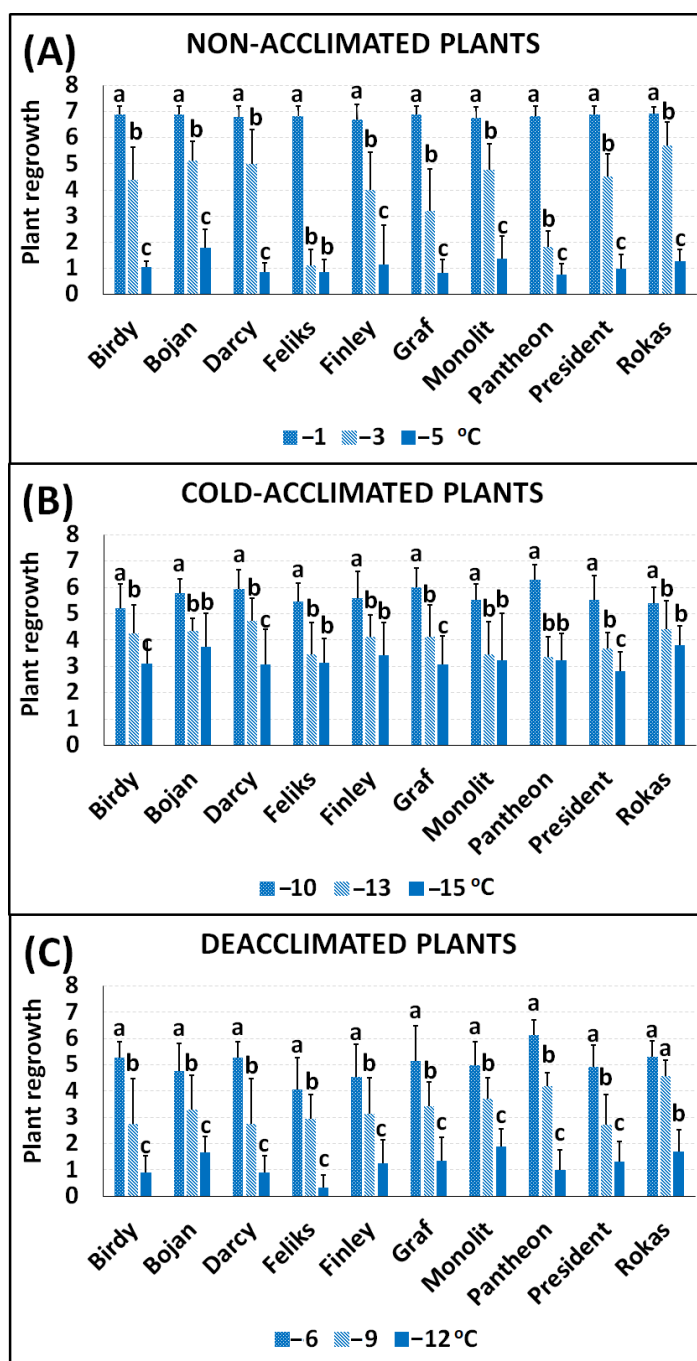 (A) NON-ACCLIMATED PLANTS
Plant regrowth
8
7
6
5
4
3
2
1
0
a b c a b c a b c a b b a b c a b c a b c a b c a b c a b c
Birdy Bojan Darcy Feliks Finley Graf Monolit Pantheon President Rokas
–1 –3 –5 ºC
(B) COLD-ACCLIMATED PLANTS
Plant regrowth
8
7
6
5
4
3
2
1
0
a b c a b b a b c a b b a b b a b c a b b a b b a b c a b b
Birdy Bojan Darcy Feliks Finley Graf Monolit Pantheon President Rokas
–10 –13 –15 ºC
(C) DEACCLIMATED PLANTS
Plant regrowth
8
7
6
5
4
3
2
1
0
a b c a b c a b c a b c a b c a b c a b c a b c a b c a a b
Birdy Bojan Darcy Feliks Finley Graf Monolit Pantheon President Rokas
–6 –9 –12 ºC